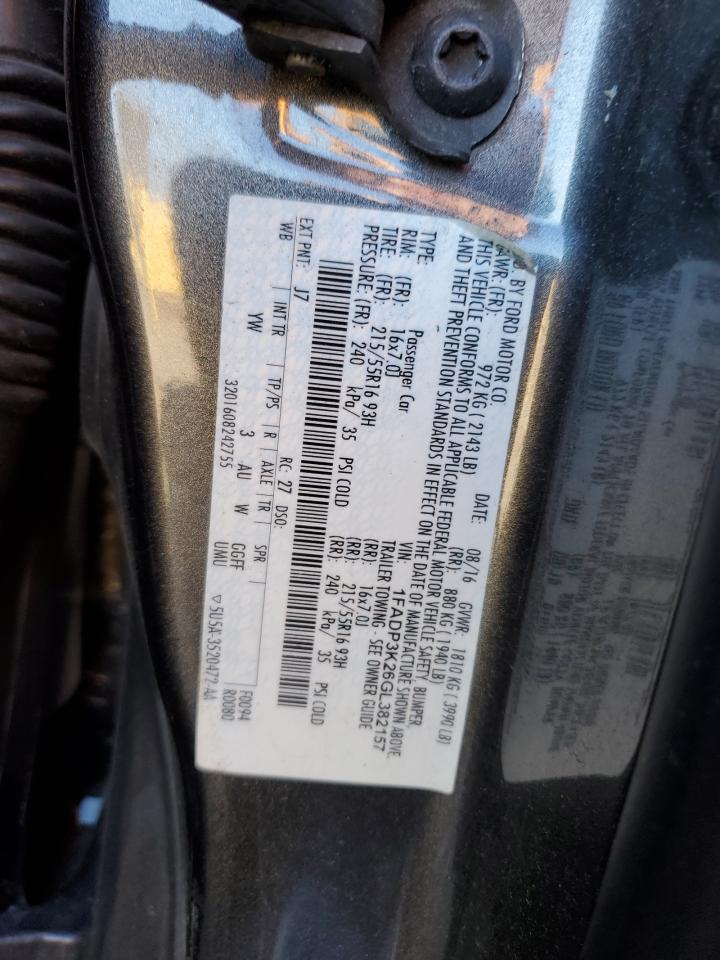 BY FORD MOTOR CO.
DATE: 08/16 GVWR: 1810 KG ( 3990 LB)
GAWR: (FR): 972 KG ( 2143 LB) (RR): 880 KG ( 1940 LB)
THIS VEHICLE CONFORMS TO ALL APPLICABLE FEDERAL MOTOR VEHICLE SAFETY, BUMPER,
AND THEFT PREVENTION STANDARDS IN EFFECT ON THE DATE OF MANUFACTURE SHOWN ABOVE.
VIN: 1FADP3K26GL382157
TYPE: Passenger Car TRAILER TOWING - SEE OWNER GUIDE
RIM: (FR): 16x7.0J (RR): 16x7.0J
TIRE: (FR): 215/55R16 93H (RR): 215/55R16 93H
PRESSURE: (FR): 240 kPa/ 35 PSI COLD (RR): 240 kPa/ 35 PSI COLD
EXT PNT: J7 RC: 27 DSO:
WB INT TR TP/PS R AXLE TR SPR F0094
YW 3 AU W GGFF R0080
UMU
3201608242755 ▽ 5U5A-3520472-AA